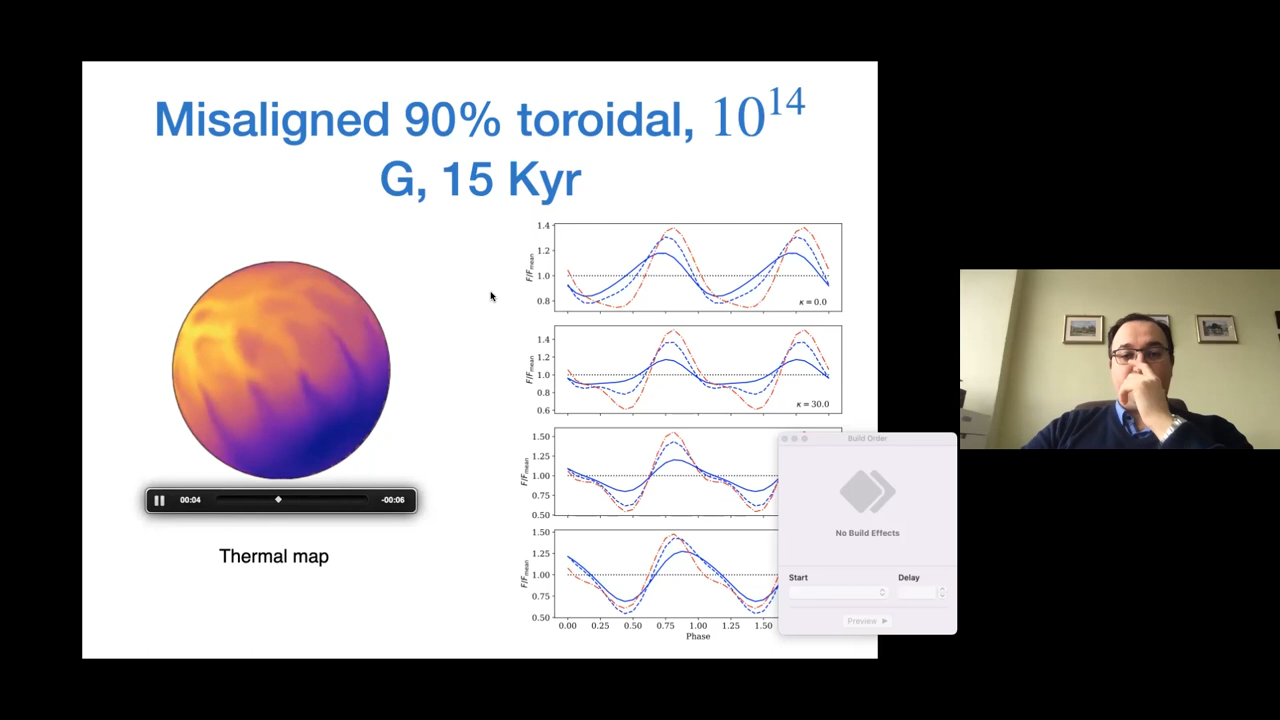 Misaligned 90% toroidal, 10^14
G, 15 Kyr
1.4
1.2
1.0
0.8
F/Fmean
κ = 0.0
1.4
1.2
1.0
0.8
0.6
F/Fmean
κ = 30.0
1.50
1.25
1.00
0.75
0.50
F/Fmean
1.50
1.25
1.00
0.75
0.50
F/Fmean
0.00 0.25 0.50 0.75 1.00 1.25 1.50
Phase
00:04 -00:06
Thermal map
Build Order
No Build Effects
Start Delay
Preview